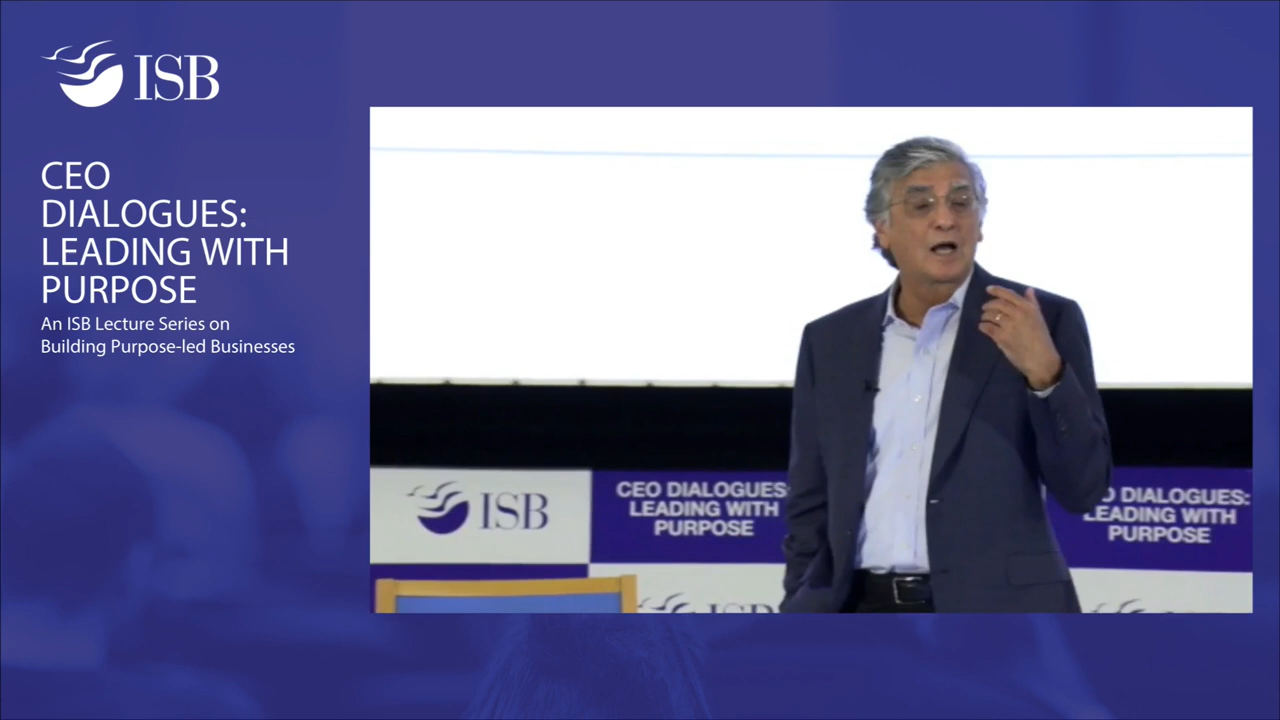 ISB
CEO
DIALOGUES:
LEADING WITH
PURPOSE
An ISB Lecture Series on
Building Purpose-led Businesses
ISB
CEO DIALOGUES:
LEADING WITH
PURPOSE
O DIALOGUES:
LEADING WITH
PURPOSE
ISB